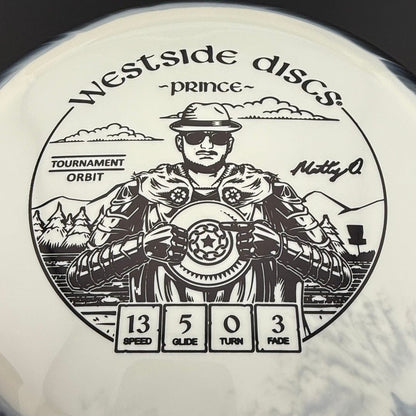 WESTSIDE DISCS®
~PRINCE~
TOURNAMENT
ORBIT
Matty O.
13 5 0 3
SPEED GLIDE TURN FADE